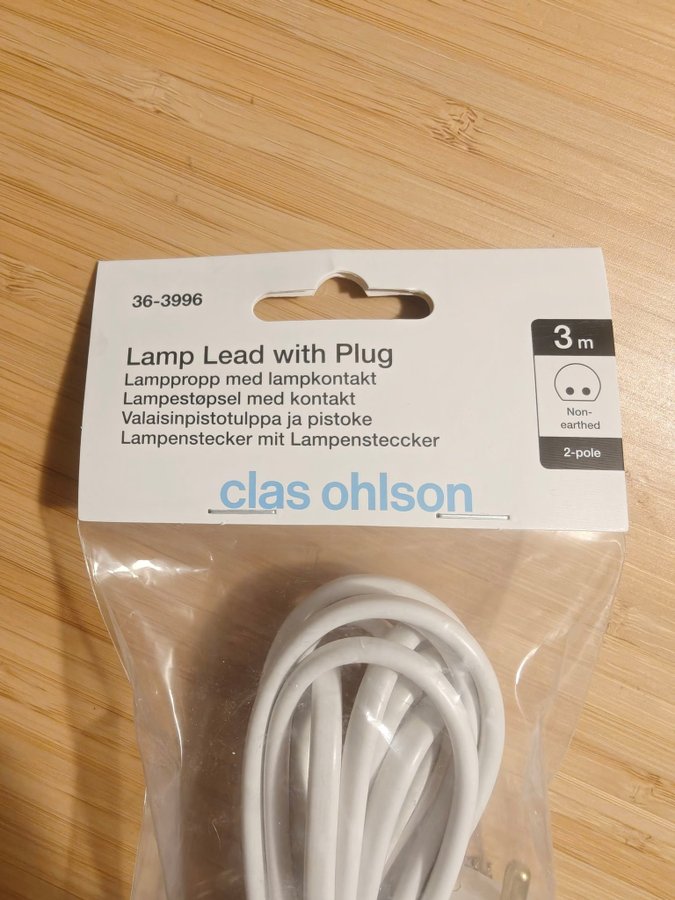 36-3996
Lamp Lead with Plug
Lamppropp med lampkontakt
Lampestøpsel med kontakt
Valaisinpistotulppa ja pistoke
Lampenstecker mit Lampensteccker
clas ohlson
3 m
Non-
earthed
2-pole